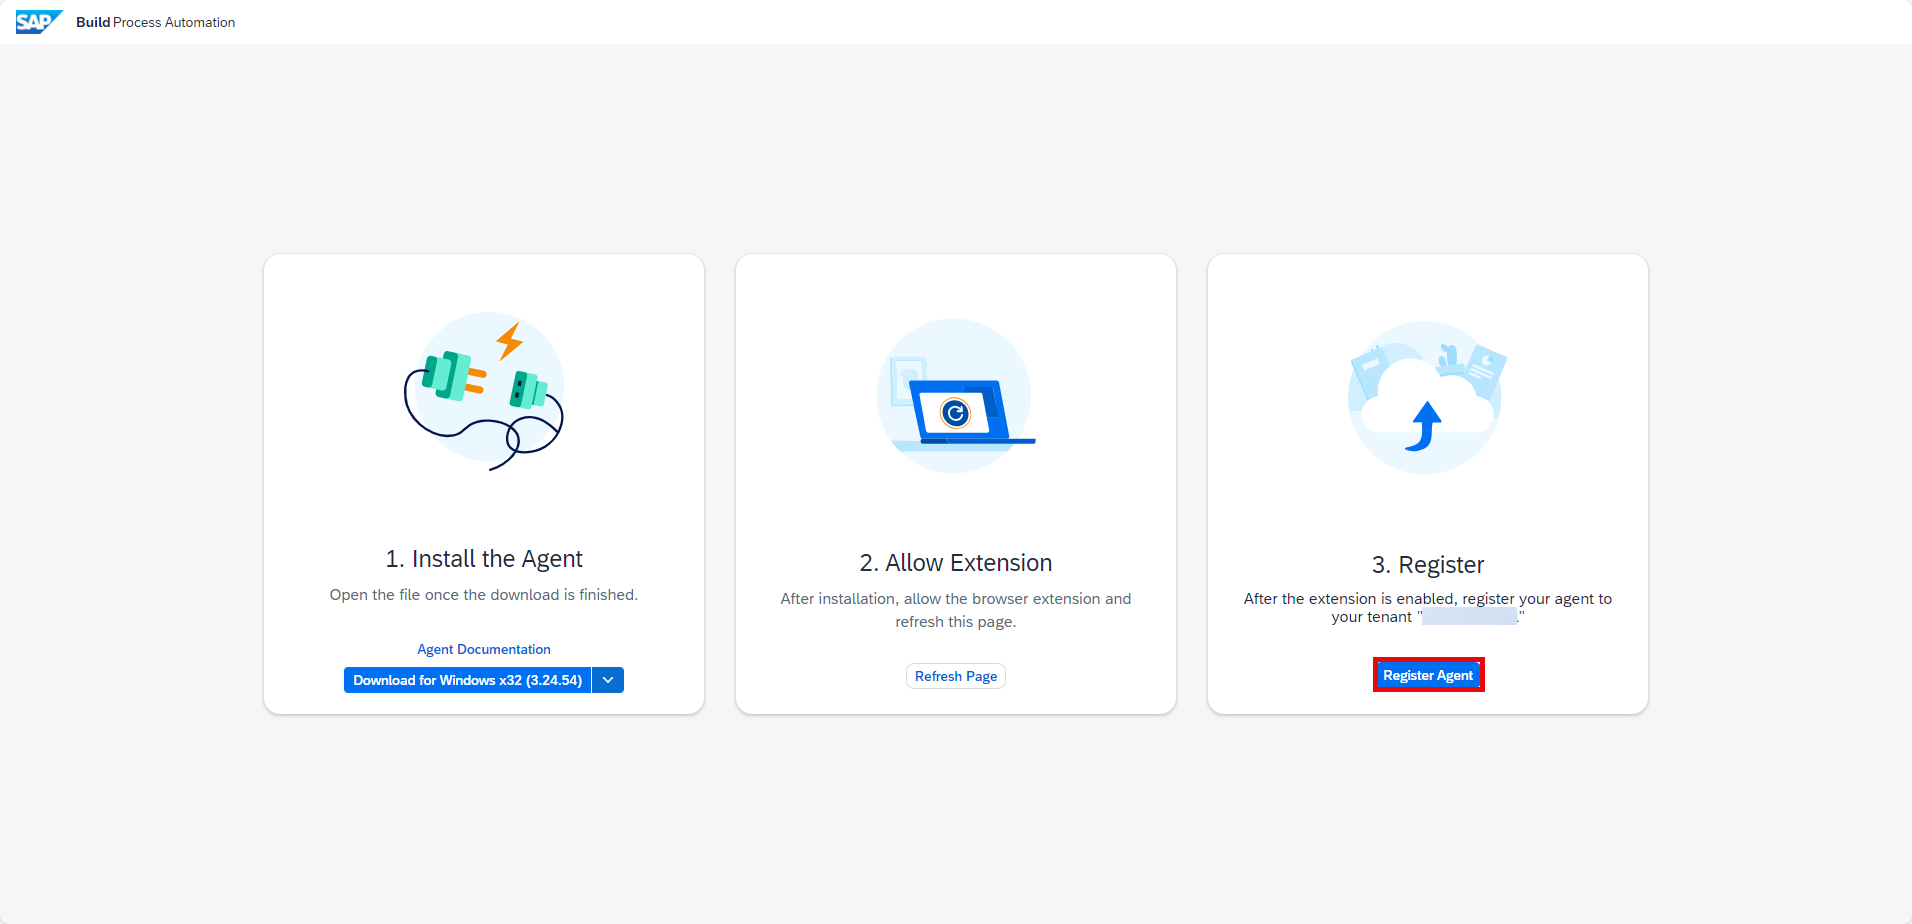 SAP Build Process Automation
1. Install the Agent
Open the file once the download is finished.
Agent Documentation
Download for Windows x32 (3.24.54)
2. Allow Extension
After installation, allow the browser extension and
refresh this page.
Refresh Page
3. Register
After the extension is enabled, register your agent to
your tenant " "
Register Agent